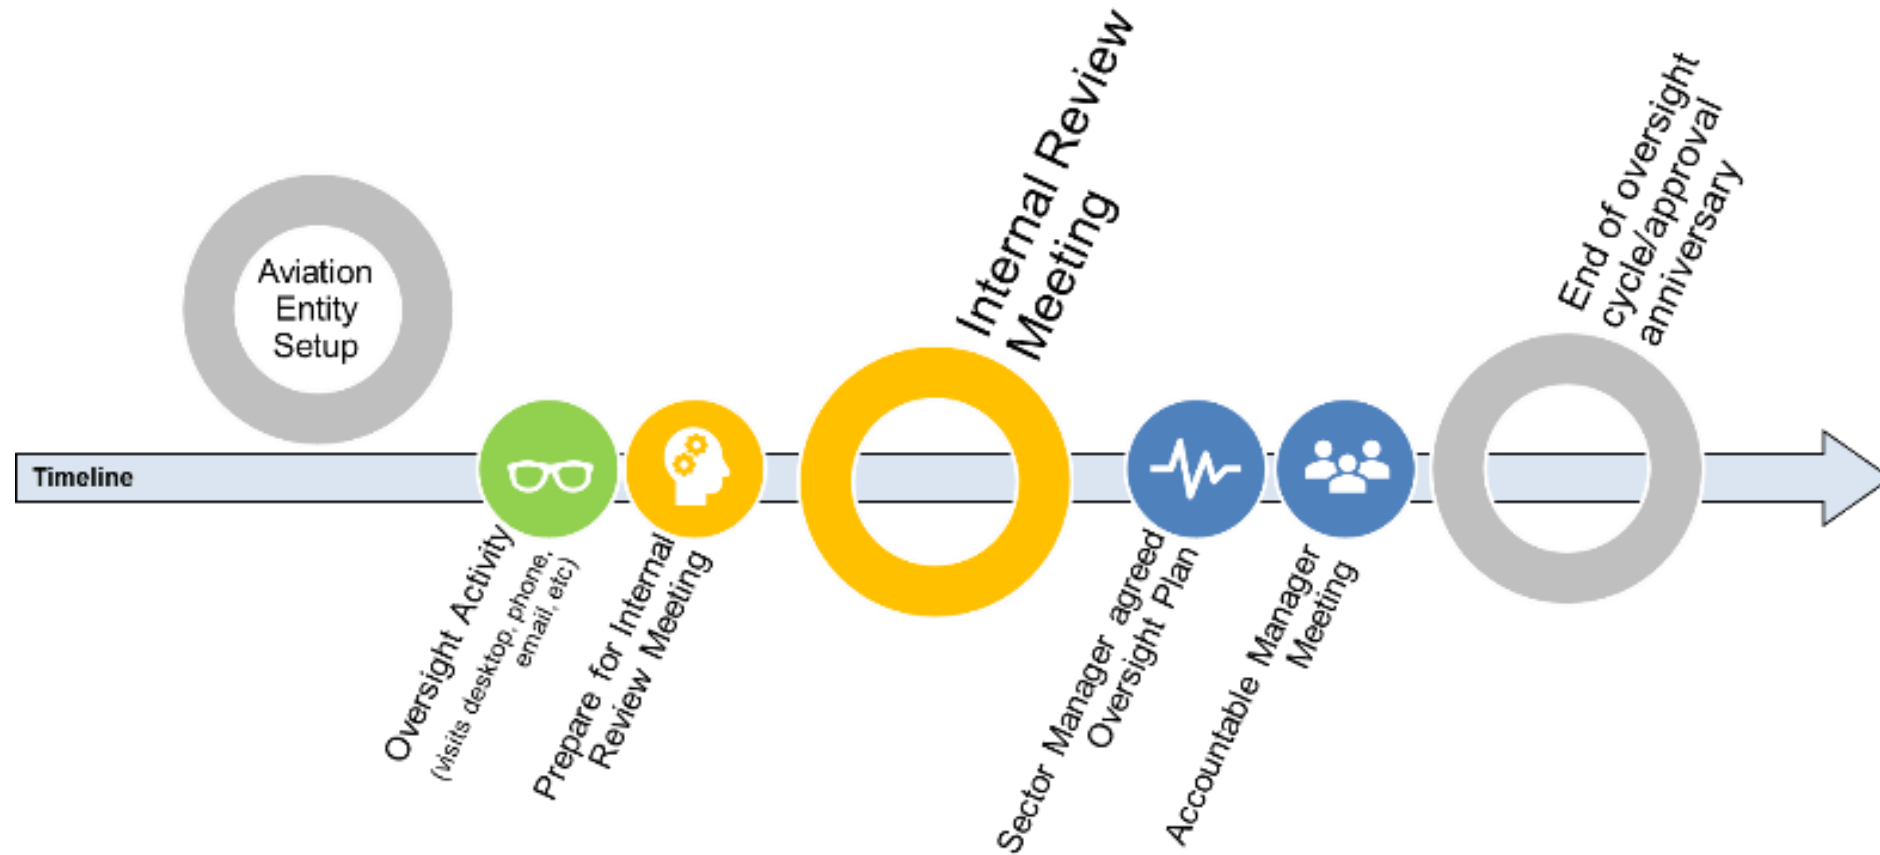 Aviation
Entity
Setup
Timeline
Oversight Activity
(visits desktop, phone,
email, etc)
Prepare for Internal
Review Meeting
Internal Review
Meeting
Sector Manager agreed
Oversight Plan
Accountable Manager
Meeting
End of oversight
cycle/approval
anniversary